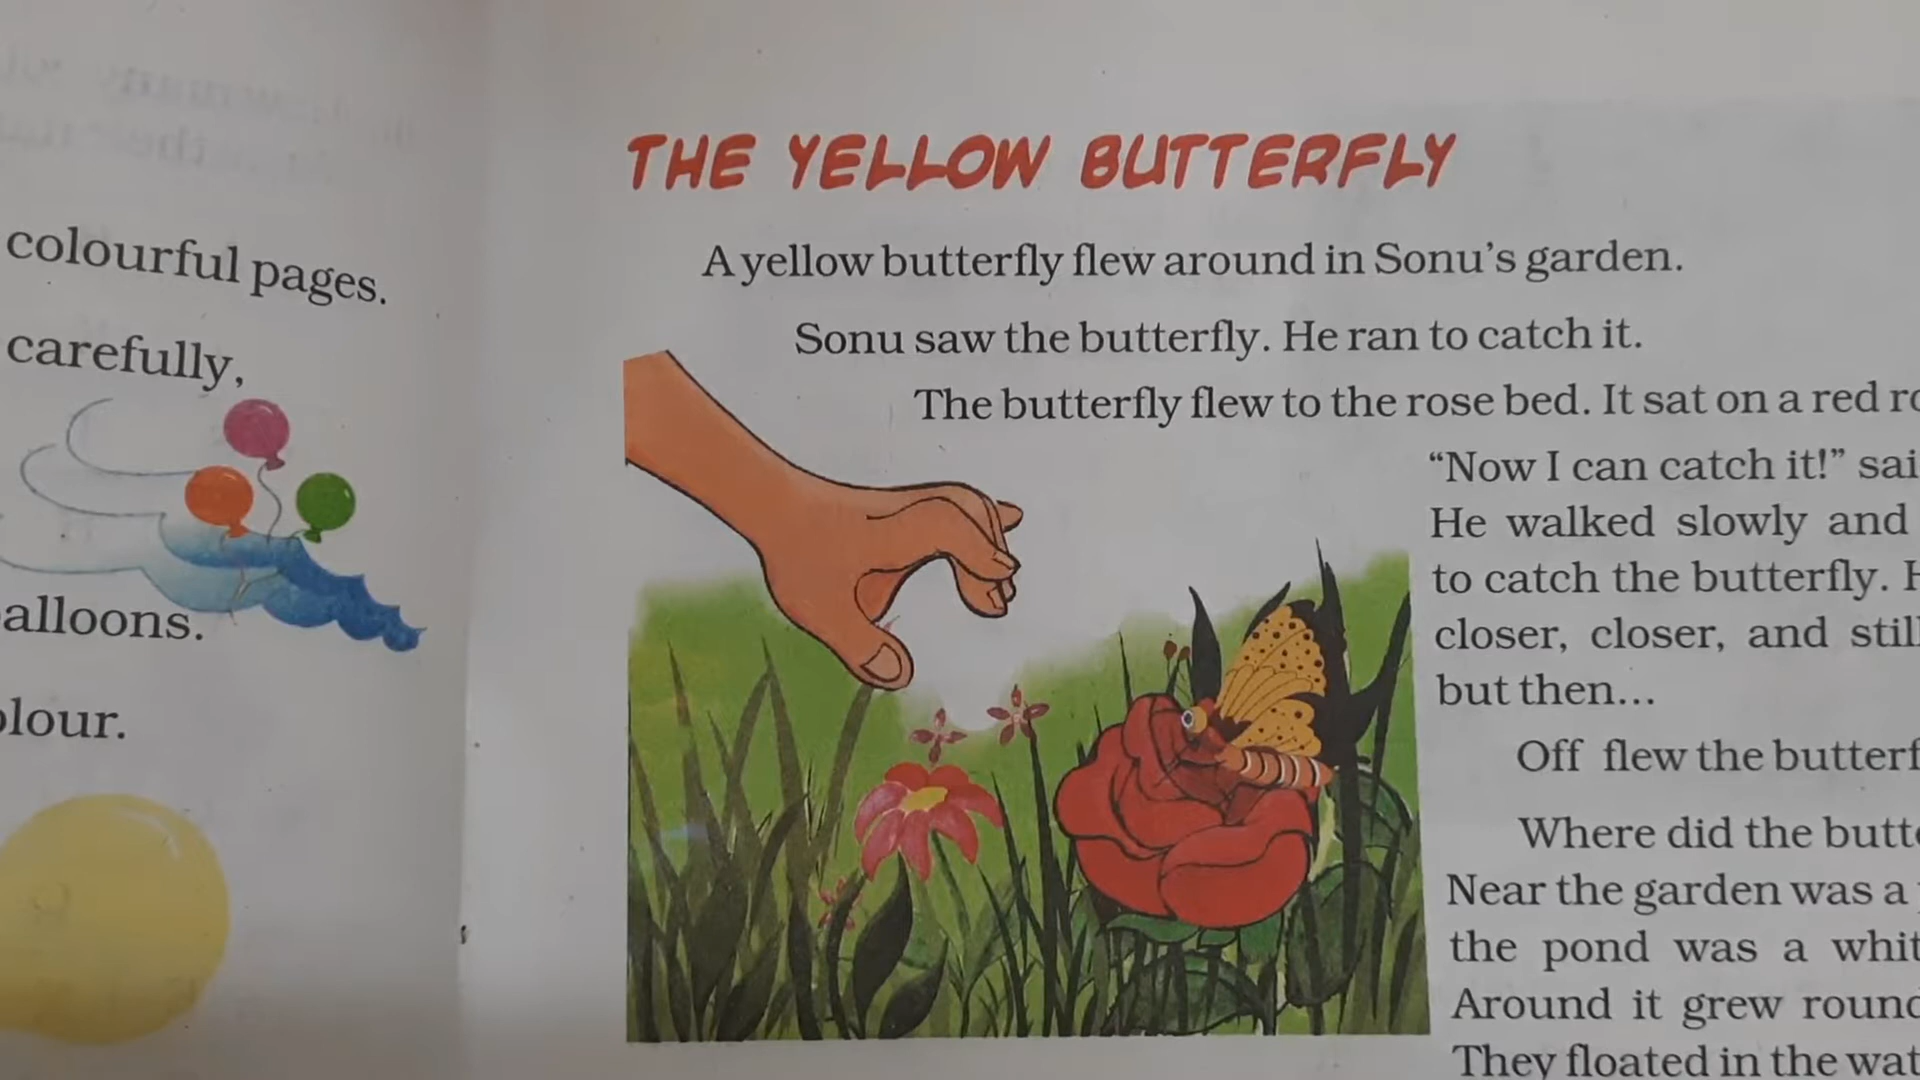 colourful pages.
carefully,
alloons.
lour.
THE YELLOW BUTTERFLY
A yellow butterfly flew around in Sonu's garden.
Sonu saw the butterfly. He ran to catch it.
The butterfly flew to the rose bed. It sat on a red ro
“Now I can catch it!” sai
He walked slowly and
to catch the butterfly. H
closer, closer, and still
but then...
Off flew the butterf
Where did the butte
Near the garden was a
the pond was a whit
Around it grew round
They floated in the wat